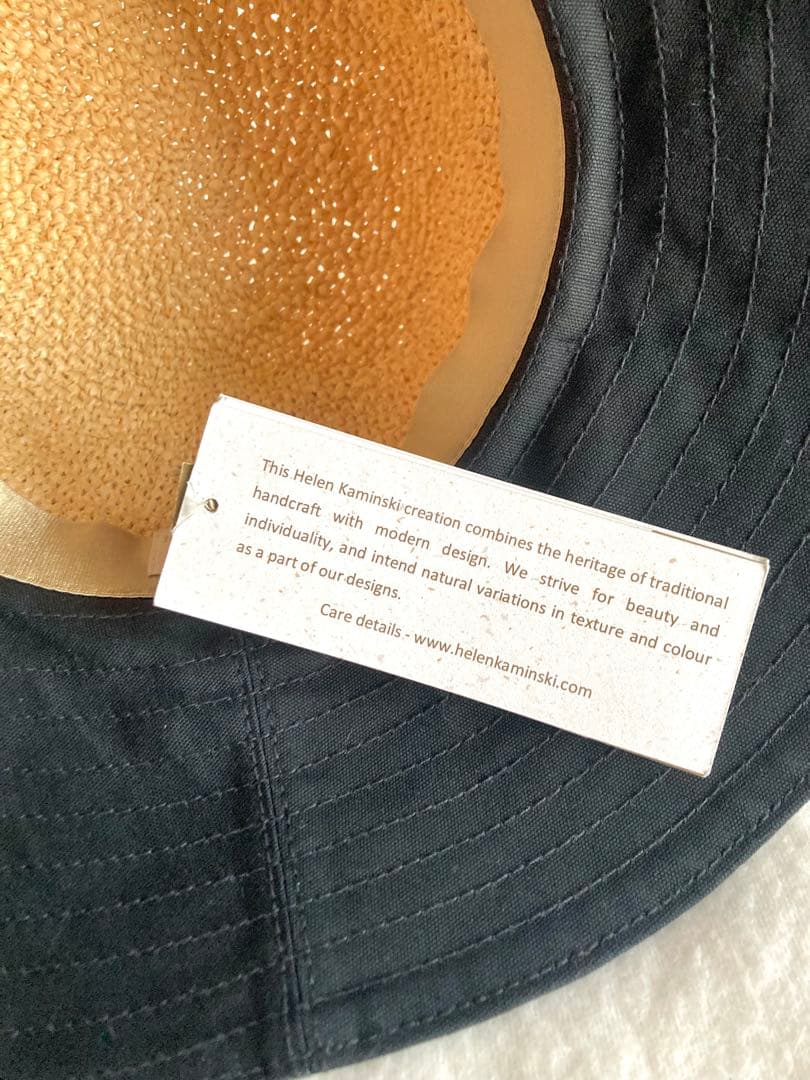 This Helen Kaminski creation combines the heritage of traditional
handcraft with modern design. We strive for beauty and
individuality, and intend natural variations in texture and colour
as a part of our designs.
Care details - www.helenkaminski.com